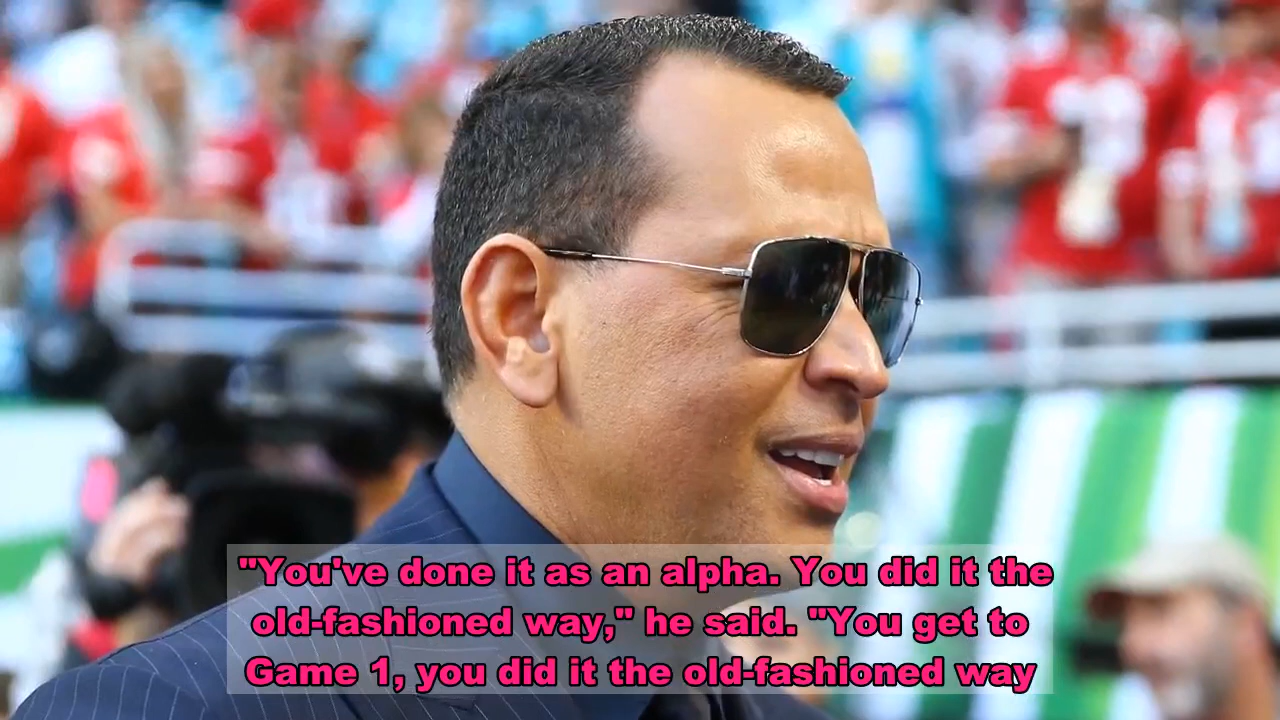 "You've done it as an alpha. You did it the
old-fashioned way," he said. "You get to
Game 1, you did it the old-fashioned way